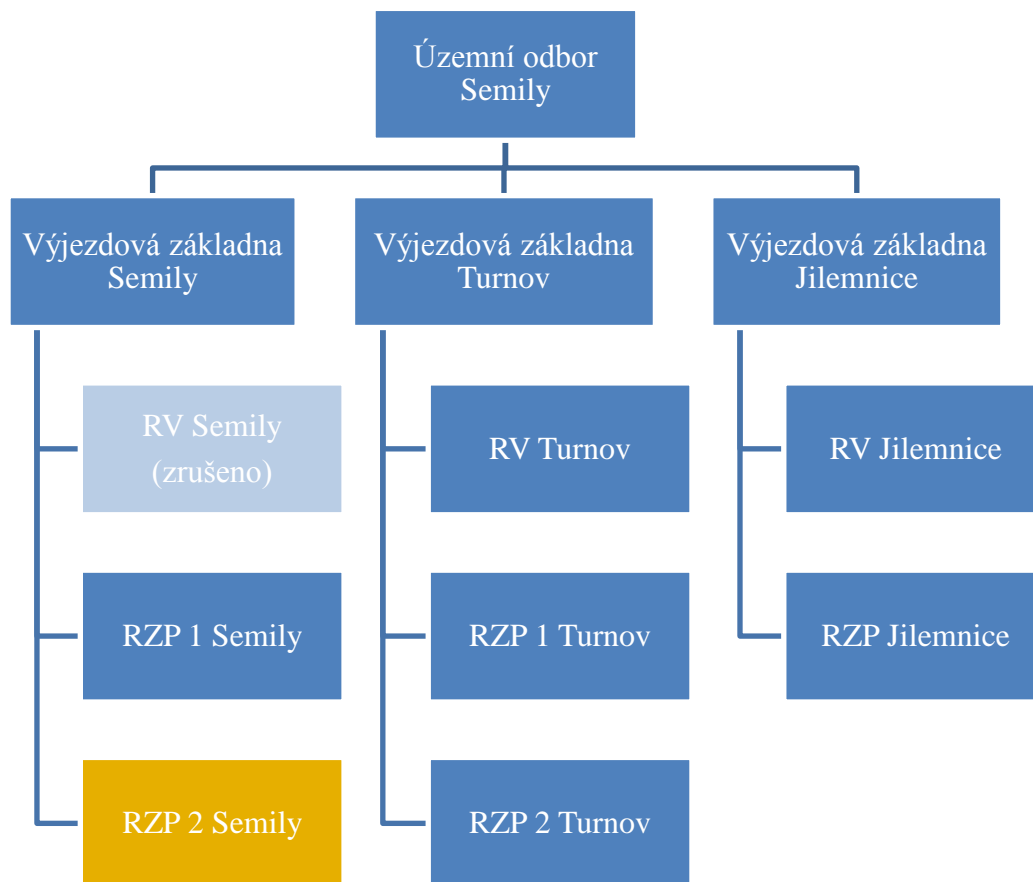 Územní odbor
Semily
Výjezdová základna
Semily
Výjezdová základna
Turnov
Výjezdová základna
Jilemnice
RV Semily
(zrušeno)
RV Turnov
RV Jilemnice
RZP 1 Semily
RZP 1 Turnov
RZP Jilemnice
RZP 2 Semily
RZP 2 Turnov